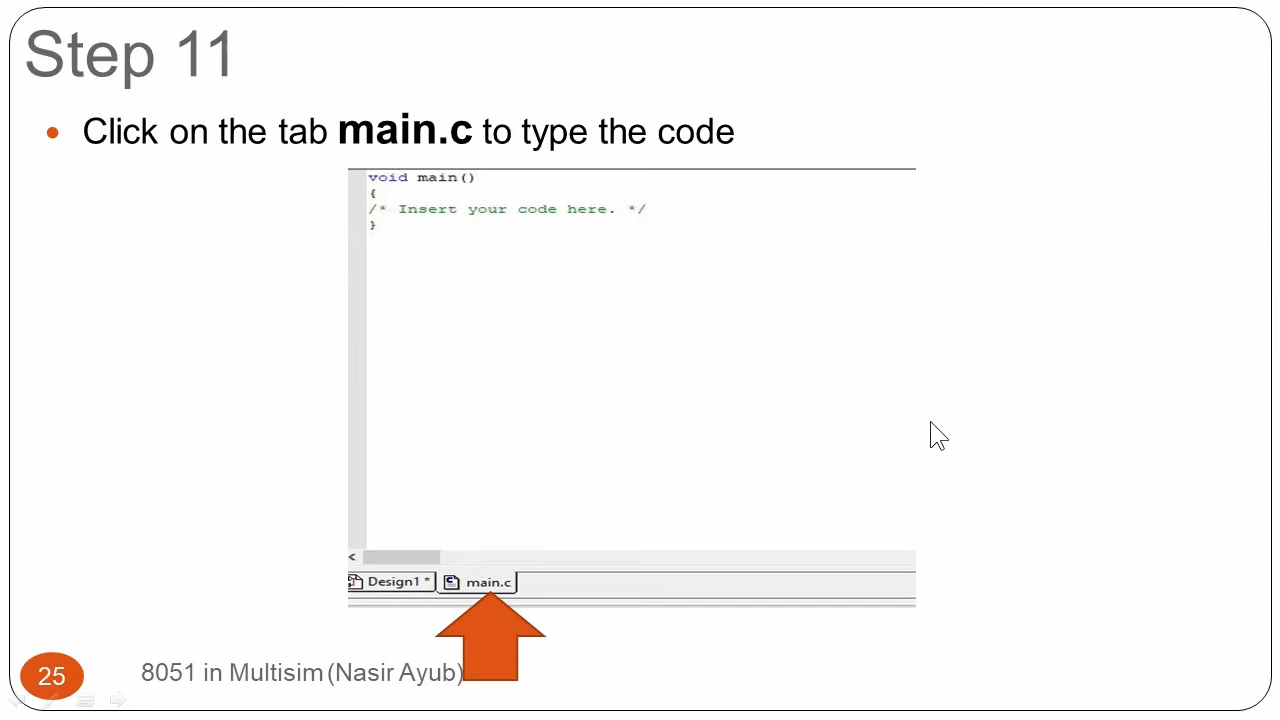 Step 11
• Click on the tab main.c to type the code
void main()
{
/* Insert your code here. */
}
<
Design1 * main.c
25 8051 in Multisim (Nasir Ayub)